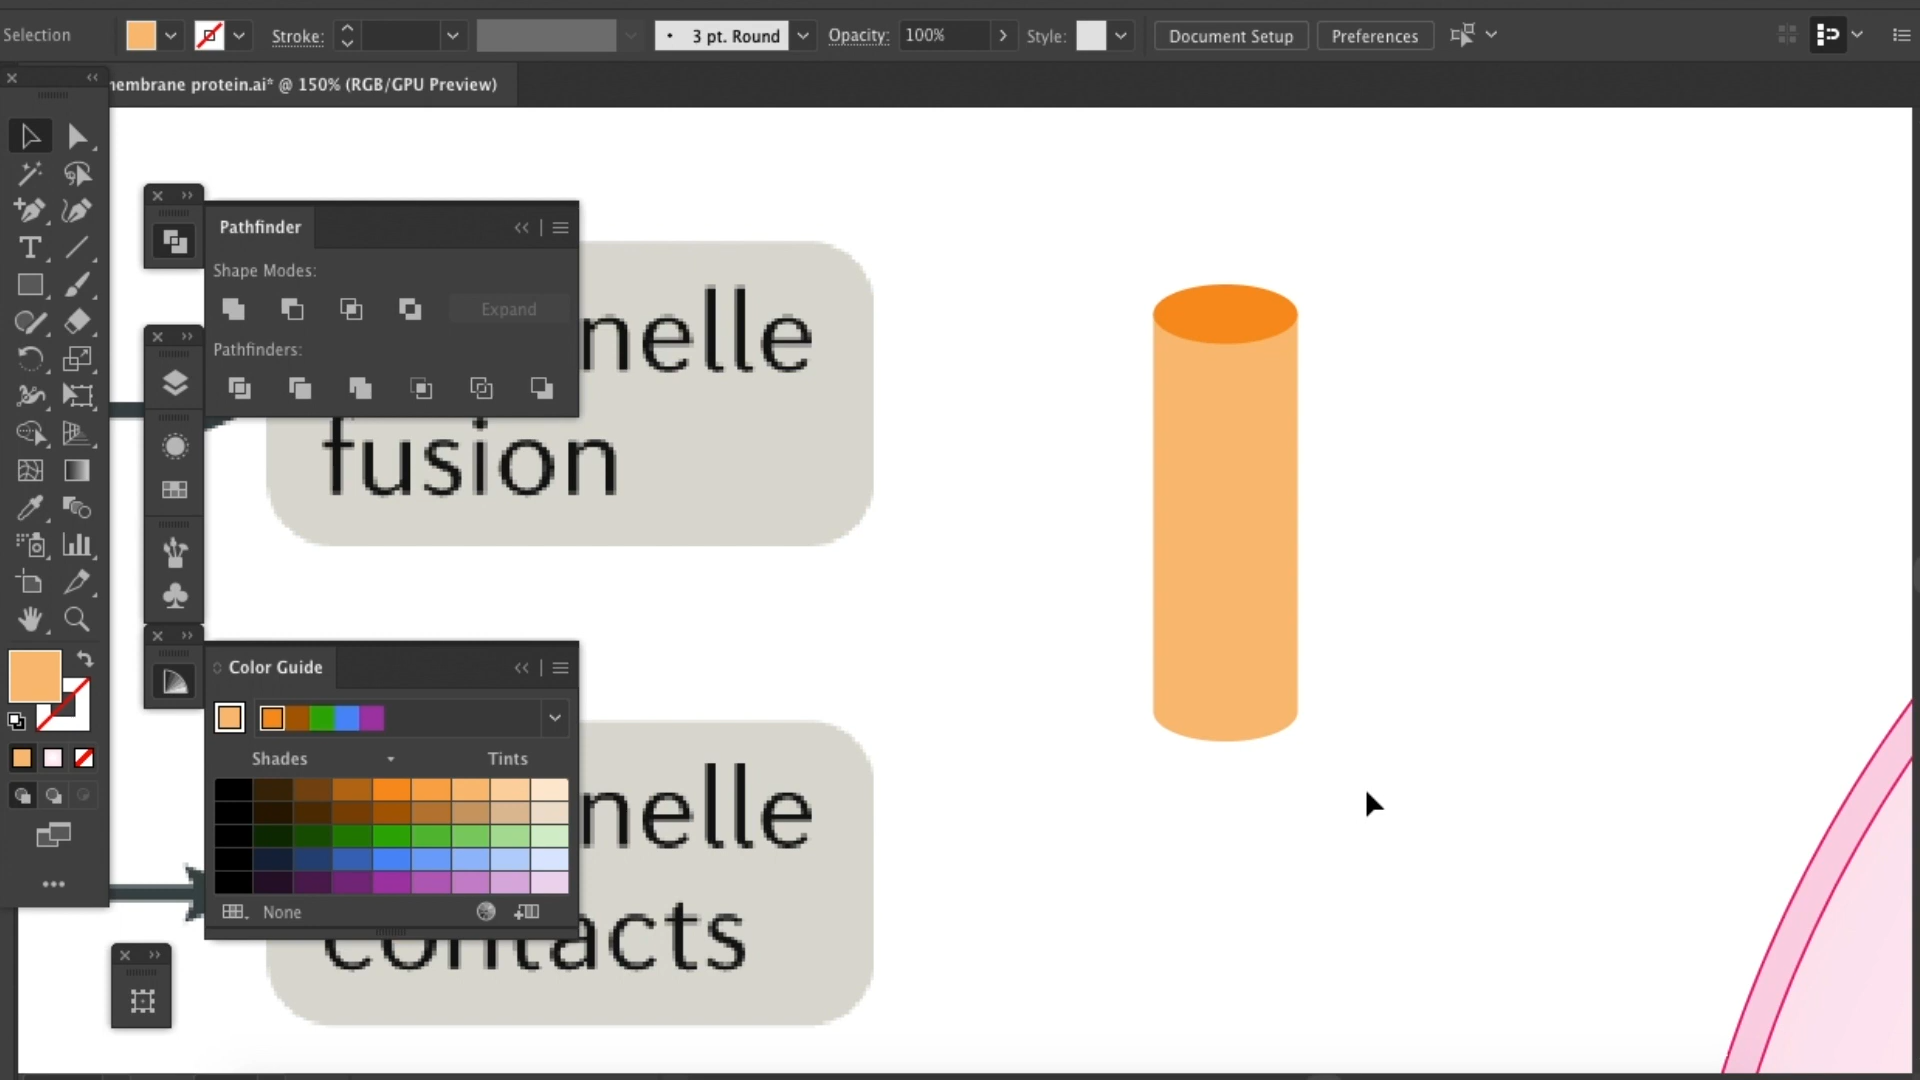 Selection
Stroke:
3 pt. Round
Opacity:
100%
Style:
Document Setup
Preferences
embrane protein.ai* @ 150% (RGB/GPU Preview)
Pathfinder
Shape Modes:
Expand
Pathfinders:
nelle
fusion
Color Guide
Shades
Tints
None
nelle
contacts